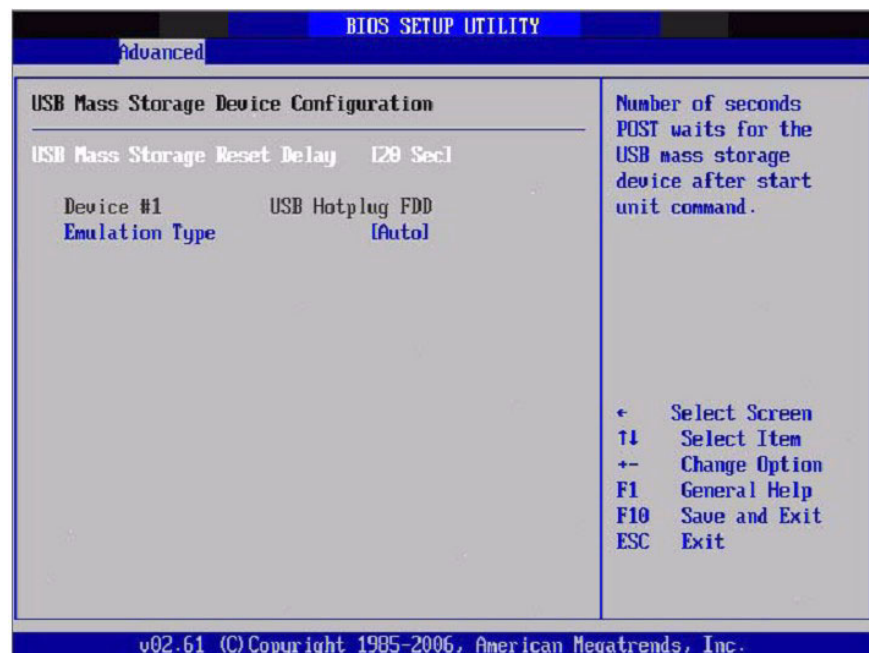 BIOS SETUP UTILITY
Advanced
USB Mass Storage Device Configuration
USB Mass Storage Reset Delay [20 Sec]
Device #1 USB Hotplug FDD
Emulation Type [Auto]
Number of seconds
POST waits for the
USB mass storage
device after start
unit command.
← Select Screen
↑↓ Select Item
+- Change Option
F1 General Help
F10 Save and Exit
ESC Exit
v02.61 (C)Copyright 1985-2006, American Megatrends, Inc.